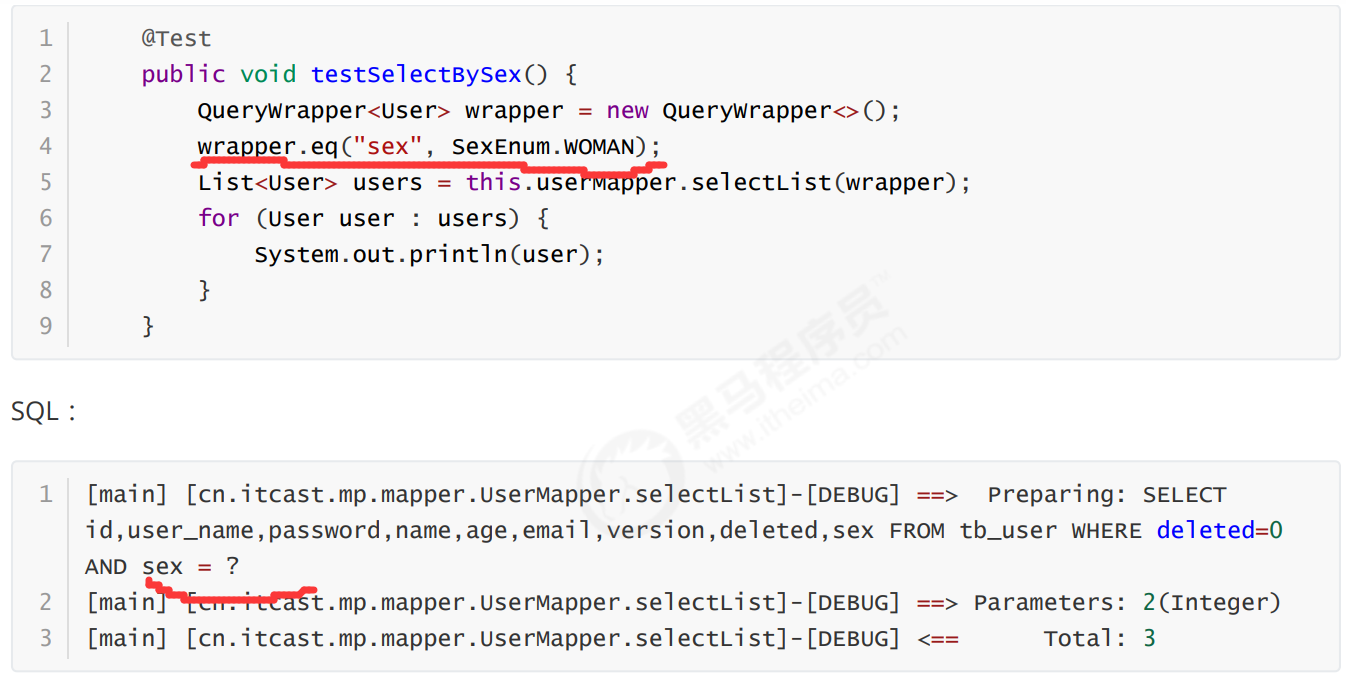 1 @Test
2 public void testSelectBySex() {
3 QueryWrapper<User> wrapper = new QueryWrapper<>();
4 wrapper.eq("sex", SexEnum.WOMAN);
5 List<User> users = this.userMapper.selectList(wrapper);
6 for (User user : users) {
7 System.out.println(user);
8 }
9 }
黑马程序员™
www.itheima.com
SQL：
1 [main] [cn.itcast.mp.mapper.UserMapper.selectList]-[DEBUG] ==> Preparing: SELECT
id,user_name,password,name,age,email,version,deleted,sex FROM tb_user WHERE deleted=0
AND sex = ?
2 [main] [cn.itcast.mp.mapper.UserMapper.selectList]-[DEBUG] ==> Parameters: 2(Integer)
3 [main] [cn.itcast.mp.mapper.UserMapper.selectList]-[DEBUG] <== Total: 3